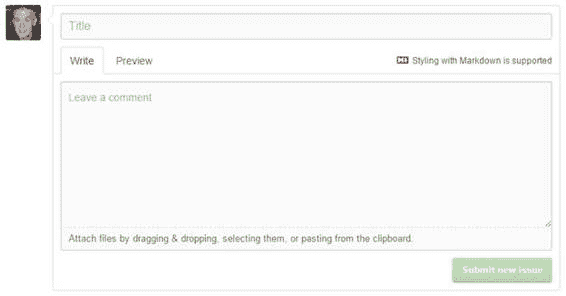 Title
Write Preview Styling with Markdown is supported
Leave a comment
Attach files by dragging & dropping, selecting them, or pasting from the clipboard.
Submit new issue